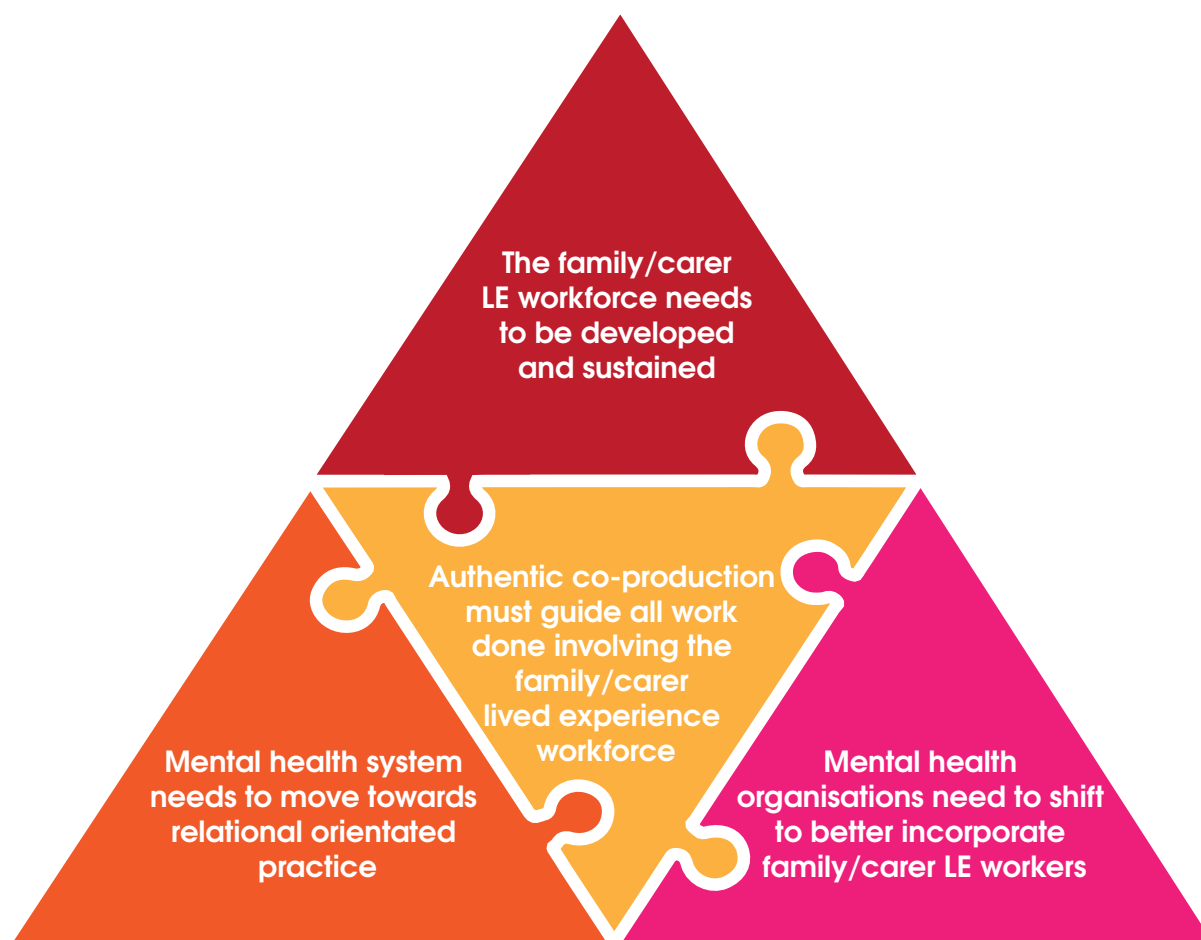 The family/carer
LE workforce needs
to be developed
and sustained
Authentic co-production
must guide all work
done involving the
family/carer
lived experience
workforce
Mental health system
needs to move towards
relational orientated
practice
Mental health
organisations need to shift
to better incorporate
family/carer LE workers